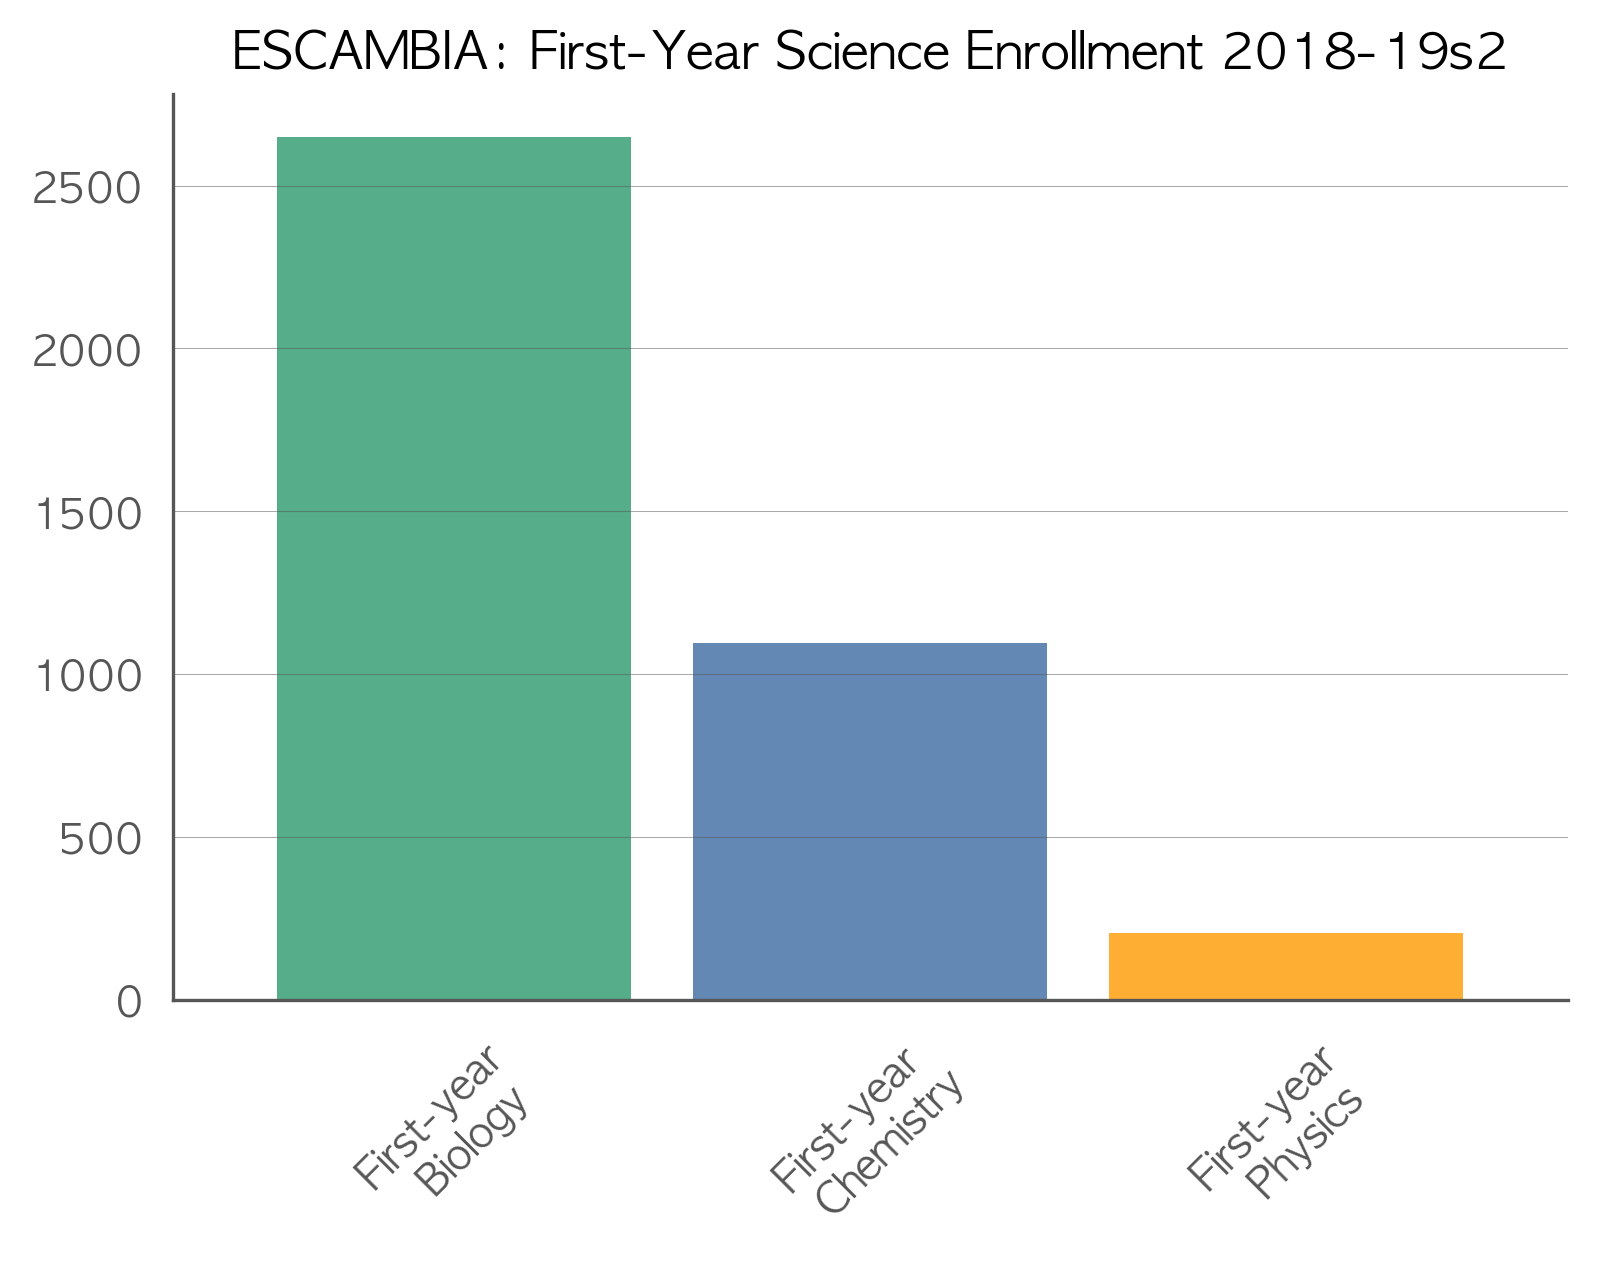 ESCAMBIA: First-Year Science Enrollment 2018-19s2
2500
2000
1500
1000
500
0
First-year
Biology
First-year
Chemistry
First-year
Physics